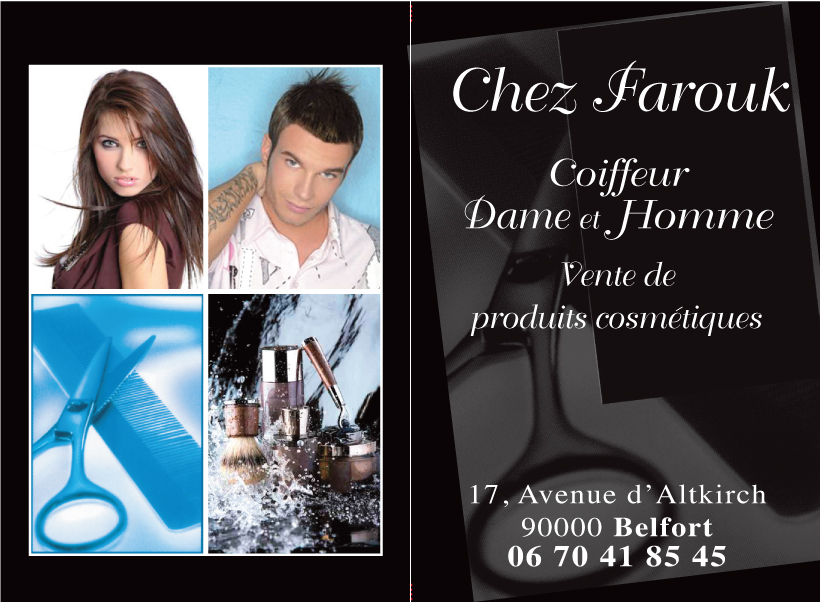 Chez Farouk
Coiffeur
Dame et Homme
Vente de
produits cosmétiques
17, Avenue d'Altkirch
90000 Belfort
06 70 41 85 45